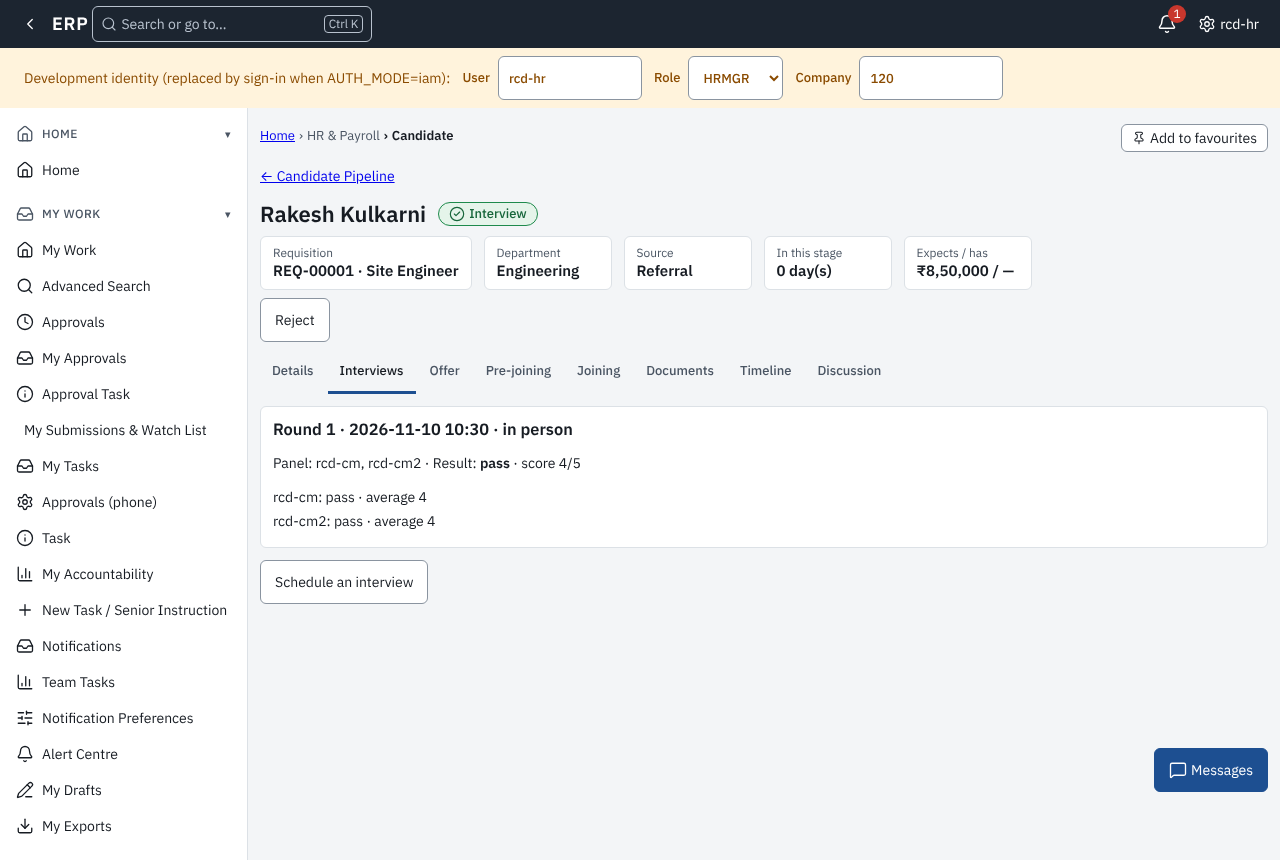 ERP
Search or go to...
Ctrl K
1
rcd-hr
Development identity (replaced by sign-in when AUTH_MODE=iam):
User
rcd-hr
Role
HRMGR
Company
120
HOME
Home
MY WORK
My Work
Advanced Search
Approvals
My Approvals
Approval Task
My Submissions & Watch List
My Tasks
Approvals (phone)
Task
My Accountability
New Task / Senior Instruction
Notifications
Team Tasks
Notification Preferences
Alert Centre
My Drafts
My Exports
Home › HR & Payroll › Candidate
Add to favourites
← Candidate Pipeline
Rakesh Kulkarni
Interview
Requisition
REQ-00001 · Site Engineer
Department
Engineering
Source
Referral
In this stage
0 day(s)
Expects / has
₹8,50,000 / —
Reject
Details
Interviews
Offer
Pre-joining
Joining
Documents
Timeline
Discussion
Round 1 · 2026-11-10 10:30 · in person
Panel: rcd-cm, rcd-cm2 · Result: pass · score 4/5
rcd-cm: pass · average 4
rcd-cm2: pass · average 4
Schedule an interview
Messages